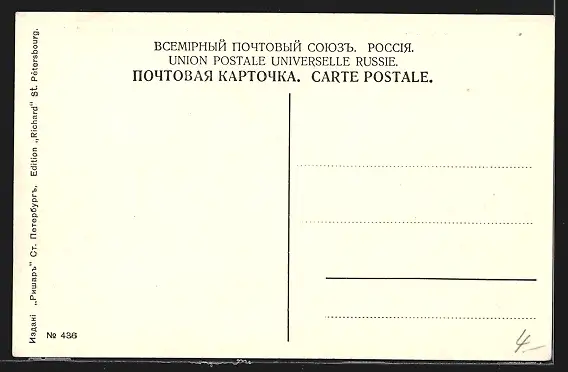 ВСЕМІРНЫЙ ПОЧТОВЫЙ СОЮЗЪ. РОССІЯ.
UNION POSTALE UNIVERSELLE RUSSIE.
ПОЧТОВАЯ КАРТОЧКА. CARTE POSTALE.
Изданi „Ришаръ" Ст. Петербургъ, Edition „Richard" St. Pétersbourg.
№ 436
4—